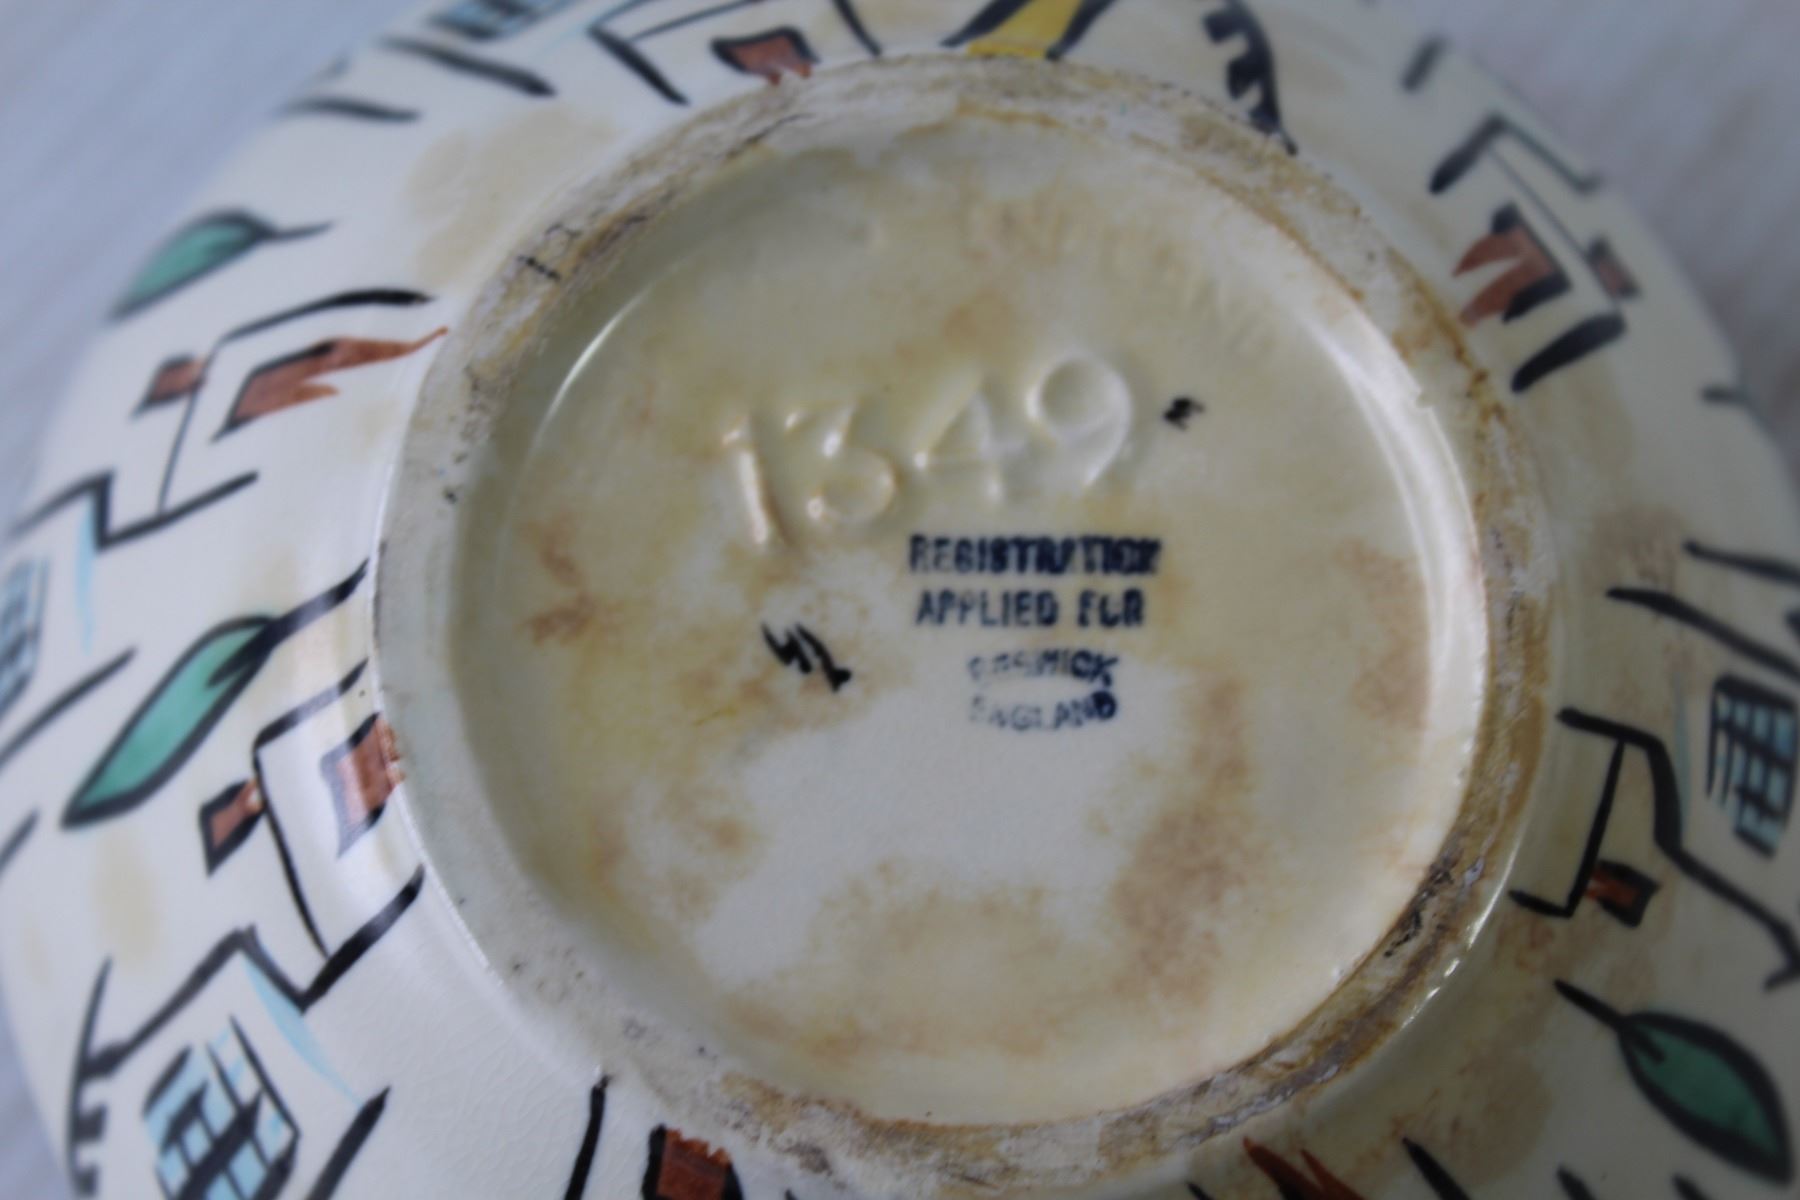 1349
REGISTRATION
APPLIED FOR
ENGLAND